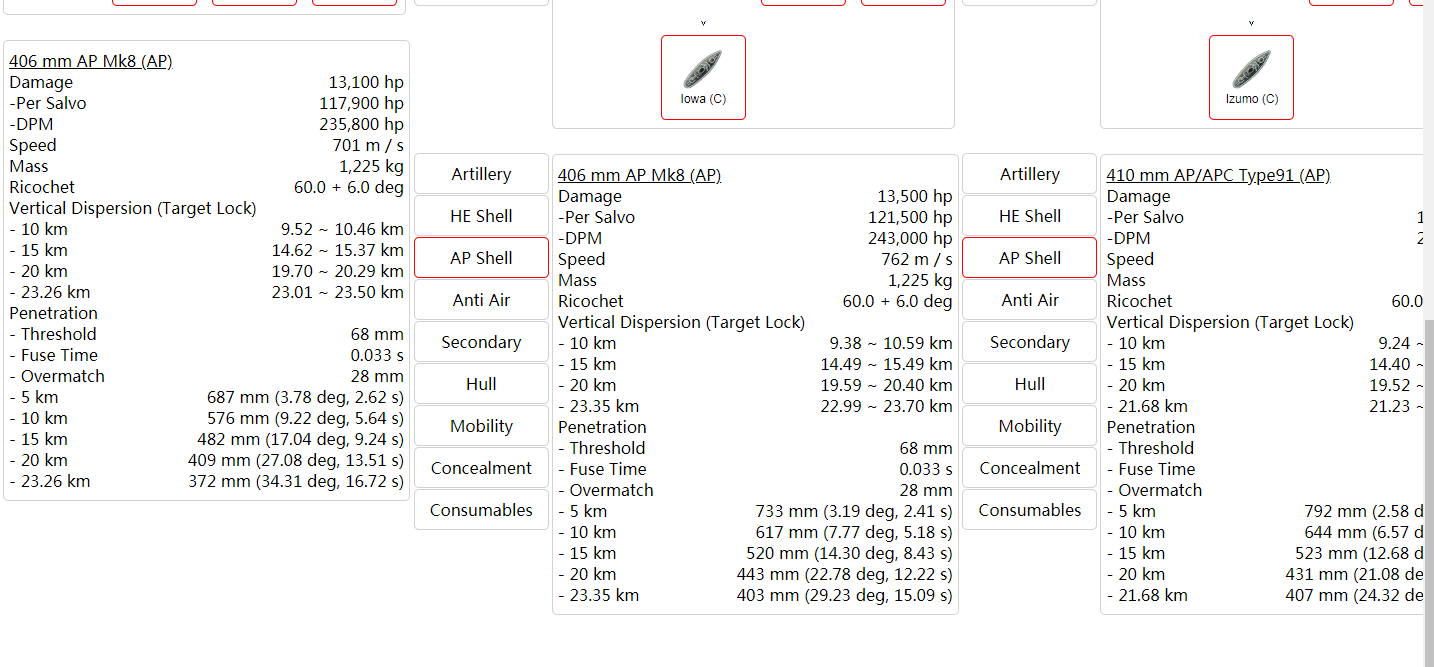 406 mm AP Mk8 (AP)
Damage 13,100 hp
-Per Salvo 117,900 hp
-DPM 235,800 hp
Speed 701 m / s
Mass 1,225 kg
Ricochet 60.0 + 6.0 deg
Vertical Dispersion (Target Lock)
- 10 km 9.52 ~ 10.46 km
- 15 km 14.62 ~ 15.37 km
- 20 km 19.70 ~ 20.29 km
- 23.26 km 23.01 ~ 23.50 km
Penetration
- Threshold 68 mm
- Fuse Time 0.033 s
- Overmatch 28 mm
- 5 km 687 mm (3.78 deg, 2.62 s)
- 10 km 576 mm (9.22 deg, 5.64 s)
- 15 km 482 mm (17.04 deg, 9.24 s)
- 20 km 409 mm (27.08 deg, 13.51 s)
- 23.26 km 372 mm (34.31 deg, 16.72 s)
Artillery
HE Shell
AP Shell
Anti Air
Secondary
Hull
Mobility
Concealment
Consumables
v
Iowa (C)
406 mm AP Mk8 (AP)
Damage 13,500 hp
-Per Salvo 121,500 hp
-DPM 243,000 hp
Speed 762 m / s
Mass 1,225 kg
Ricochet 60.0 + 6.0 deg
Vertical Dispersion (Target Lock)
- 10 km 9.38 ~ 10.59 km
- 15 km 14.49 ~ 15.49 km
- 20 km 19.59 ~ 20.40 km
- 23.35 km 22.99 ~ 23.70 km
Penetration
- Threshold 68 mm
- Fuse Time 0.033 s
- Overmatch 28 mm
- 5 km 733 mm (3.19 deg, 2.41 s)
- 10 km 617 mm (7.77 deg, 5.18 s)
- 15 km 520 mm (14.30 deg, 8.43 s)
- 20 km 443 mm (22.78 deg, 12.22 s)
- 23.35 km 403 mm (29.23 deg, 15.09 s)
Artillery
HE Shell
AP Shell
Anti Air
Secondary
Hull
Mobility
Concealment
Consumables
v
Izumo (C)
410 mm AP/APC Type91 (AP)
Damage
-Per Salvo 1
-DPM 2
Speed
Mass
Ricochet 60.0
Vertical Dispersion (Target Lock)
- 10 km 9.24 ~
- 15 km 14.40 ~
- 20 km 19.52 ~
- 21.68 km 21.23 ~
Penetration
- Threshold
- Fuse Time
- Overmatch
- 5 km 792 mm (2.58 d
- 10 km 644 mm (6.57 d
- 15 km 523 mm (12.68 d
- 20 km 431 mm (21.08 de
- 21.68 km 407 mm (24.32 de